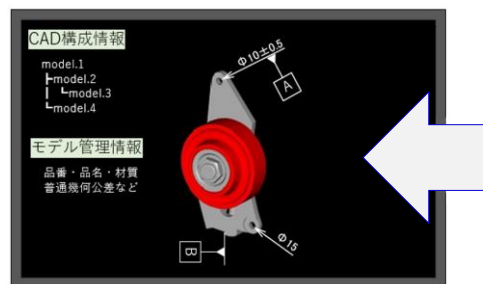 CAD構成情報
model.1
model.2
model.3
model.4
モデル管理情報
品番・品名・材質
普通幾何公差など
Φ10±0.5
A
B
Φ15